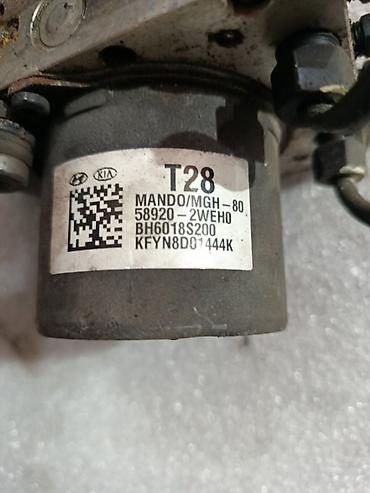 KIA
T28
MANDO/MGH-80
58920-2WEH0
BH6018S200
KFYN8D01444K